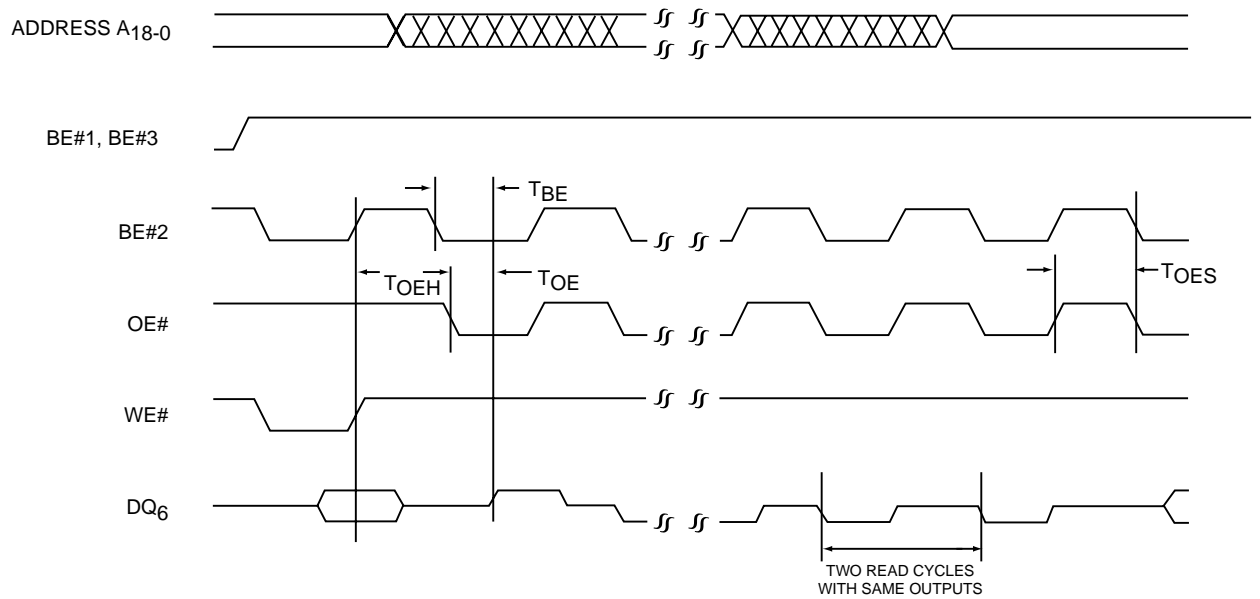 ADDRESS A18-0
BE#1, BE#3
TBE
BE#2
TOEH
TOE
TOES
OE#
WE#
DQ6
TWO READ CYCLES
WITH SAME OUTPUTS